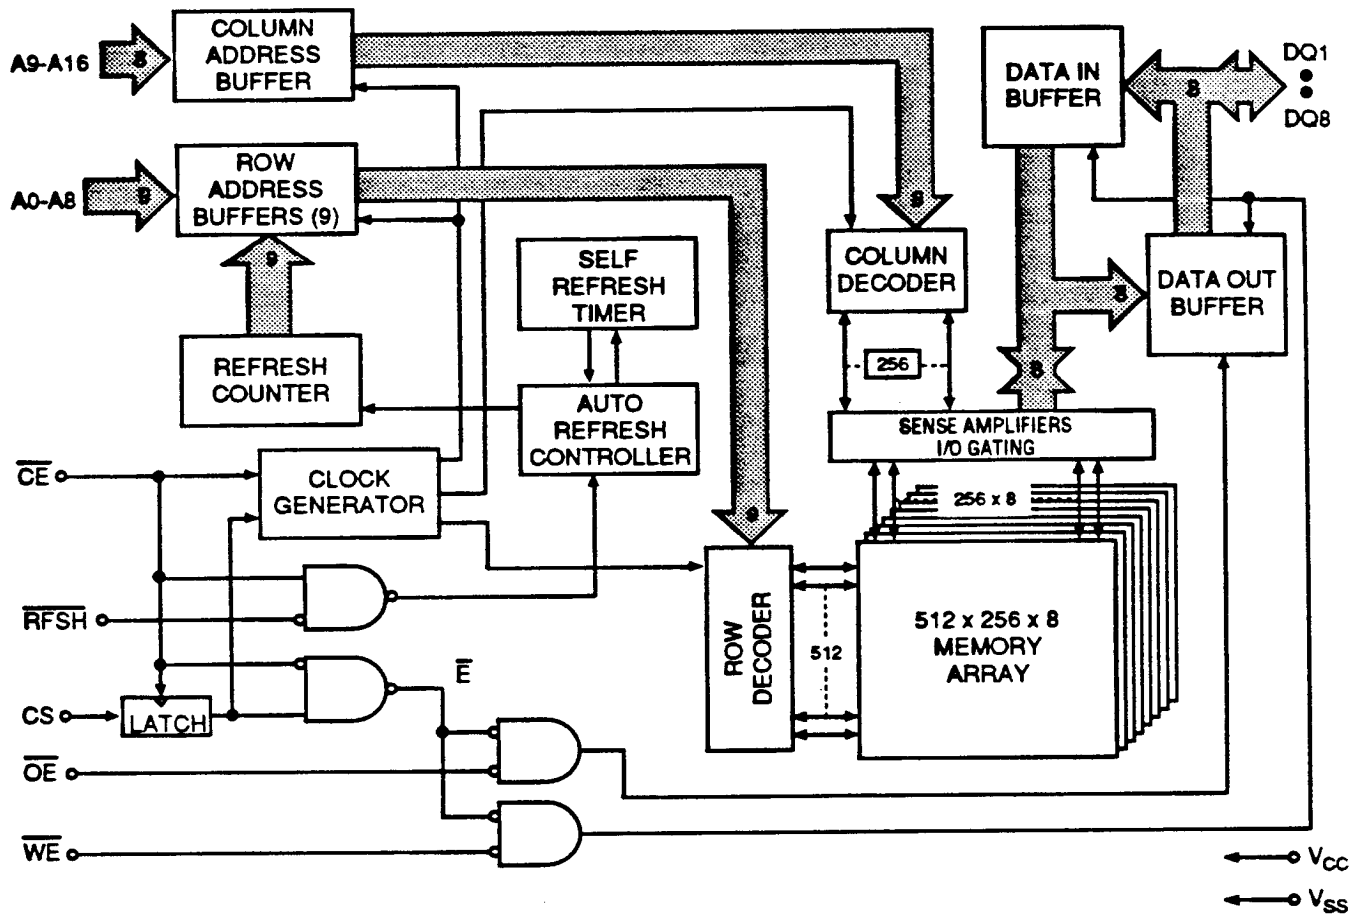 COLUMN
ADDRESS
BUFFER
A9-A16
8
ROW
ADDRESS
BUFFERS (9)
A0-A8
9
9
REFRESH
COUNTER
SELF
REFRESH
TIMER
AUTO
REFRESH
CONTROLLER
8
COLUMN
DECODER
256
DATA IN
BUFFER
8
DQ1
DQ8
DATA OUT
BUFFER
8
8
SENSE AMPLIFIERS
I/O GATING
256 x 8
CE
CLOCK
GENERATOR
9
ROW
DECODER
512
512 x 256 x 8
MEMORY
ARRAY
RFSH
E
CS
LATCH
OE
WE
VCC
VSS